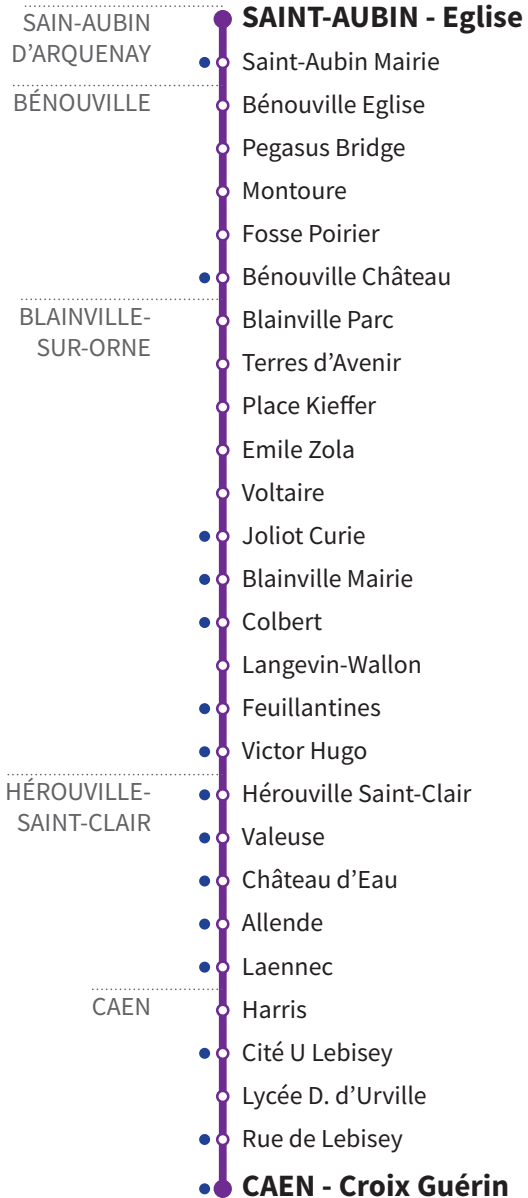 SAIN-AUBIN
D’ARQUENAY
SAINT-AUBIN - Eglise
Saint-Aubin Mairie
BÉNOUVILLE
Bénouville Eglise
Pegasus Bridge
Montoure
Fosse Poirier
Bénouville Château
BLAINVILLE-
SUR-ORNE
Blainville Parc
Terres d’Avenir
Place Kieffer
Emile Zola
Voltaire
Joliot Curie
Blainville Mairie
Colbert
Langevin-Wallon
Feuillantines
Victor Hugo
HÉROUVILLE-
SAINT-CLAIR
Hérouville Saint-Clair
Valeuse
Château d’Eau
Allende
Laennec
CAEN
Harris
Cité U Lebisey
Lycée D. d’Urville
Rue de Lebisey
CAEN - Croix Guérin